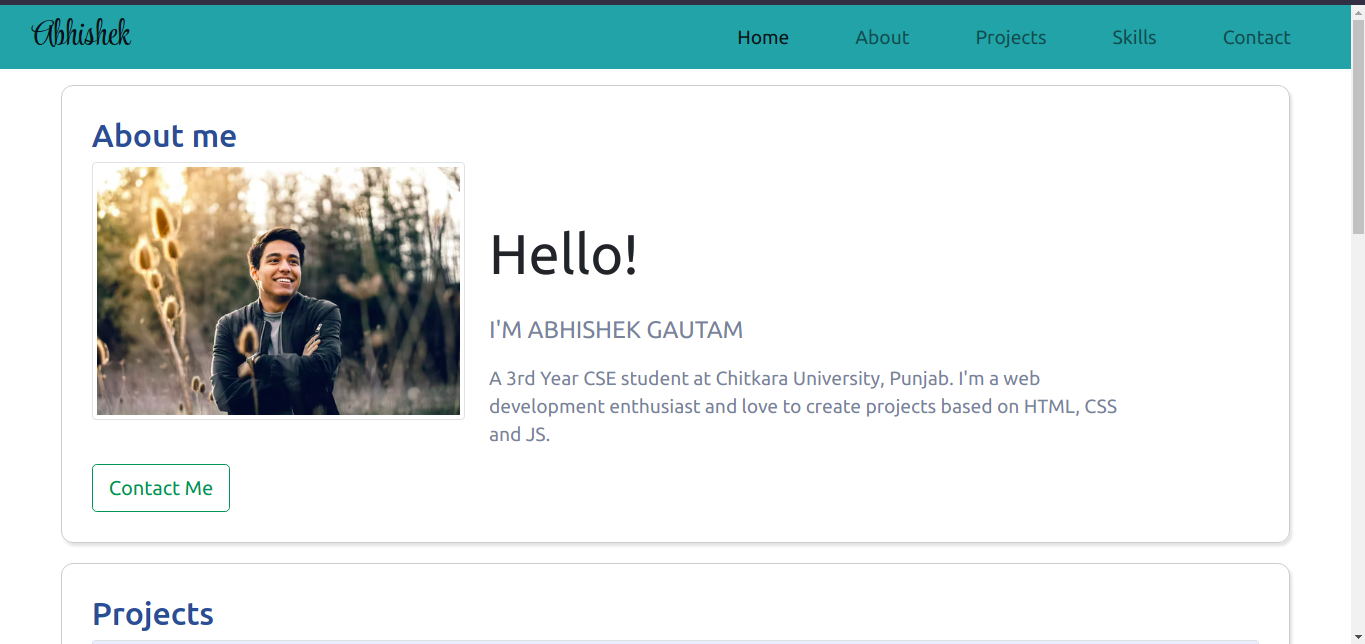 Abhishek
Home About Projects Skills Contact
About me
Hello!
I'M ABHISHEK GAUTAM
A 3rd Year CSE student at Chitkara University, Punjab. I'm a web
development enthusiast and love to create projects based on HTML, CSS
and JS.
Contact Me
Projects